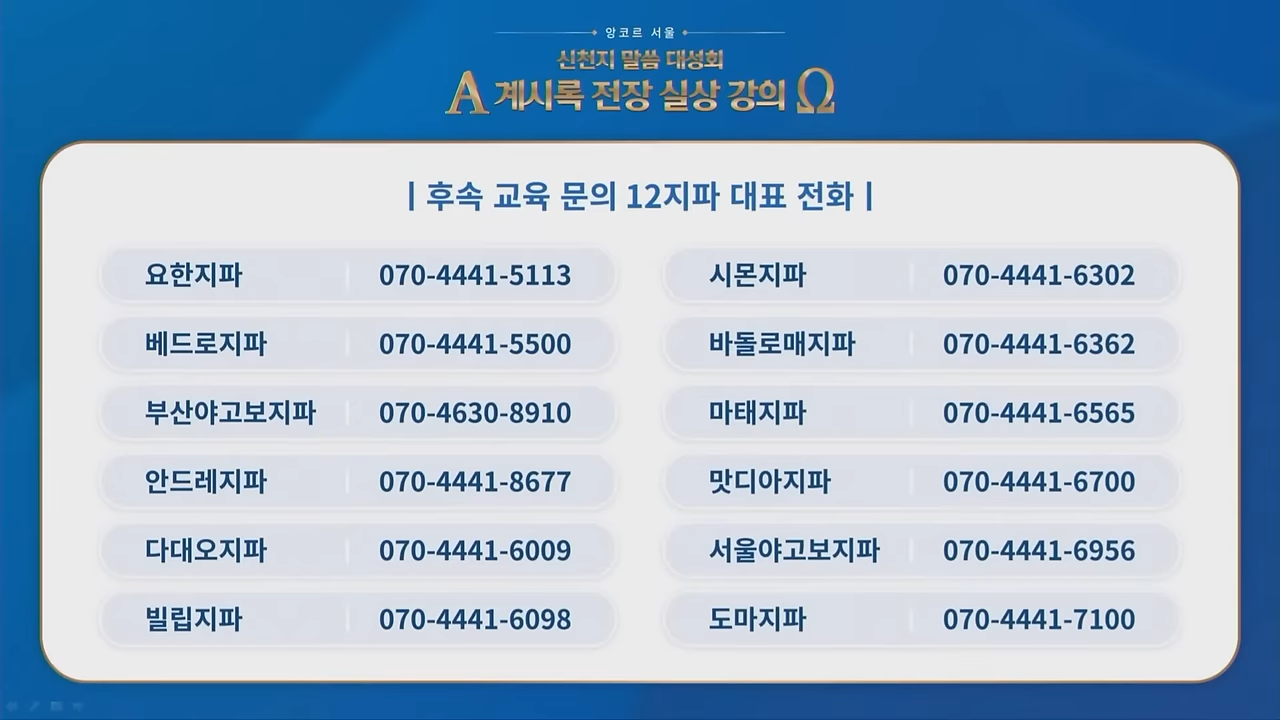 앙코르 서울
신천지 말씀 대성회
Α 계시록 전장 실상 강의 Ω
| 후속 교육 문의 12지파 대표 전화 |
요한지파 070-4441-5113
베드로지파 070-4441-5500
부산야고보지파 070-4630-8910
안드레지파 070-4441-8677
다대오지파 070-4441-6009
빌립지파 070-4441-6098
시몬지파 070-4441-6302
바돌로매지파 070-4441-6362
마태지파 070-4441-6565
맛디아지파 070-4441-6700
서울야고보지파 070-4441-6956
도마지파 070-4441-7100